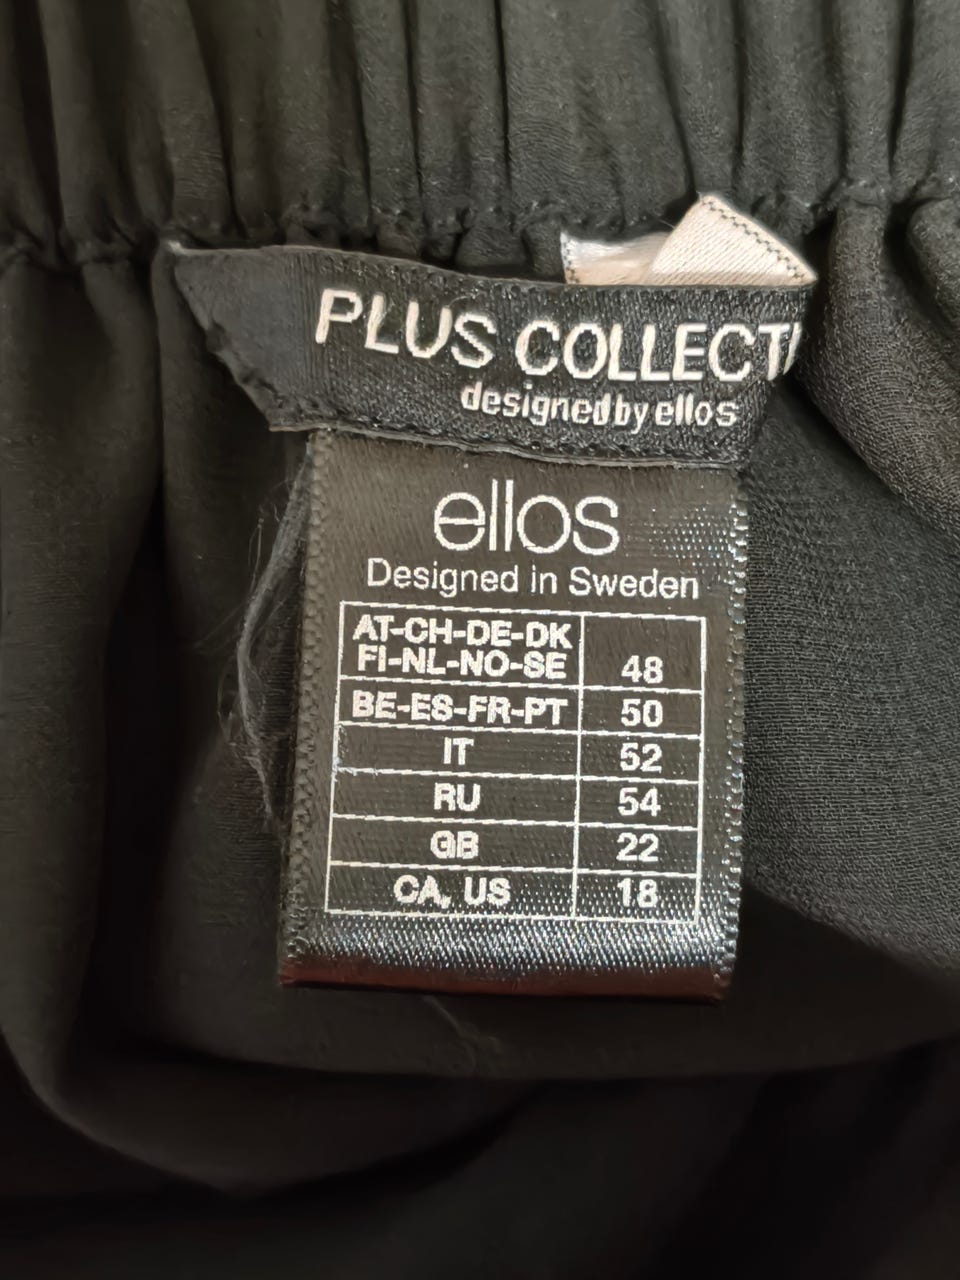 PLUS COLLECTI
designed by ellos
ellos
Designed in Sweden
AT-CH-DE-DK
FI-NL-NO-SE 48
BE-ES-FR-PT 50
IT 52
RU 54
GB 22
CA, US 18